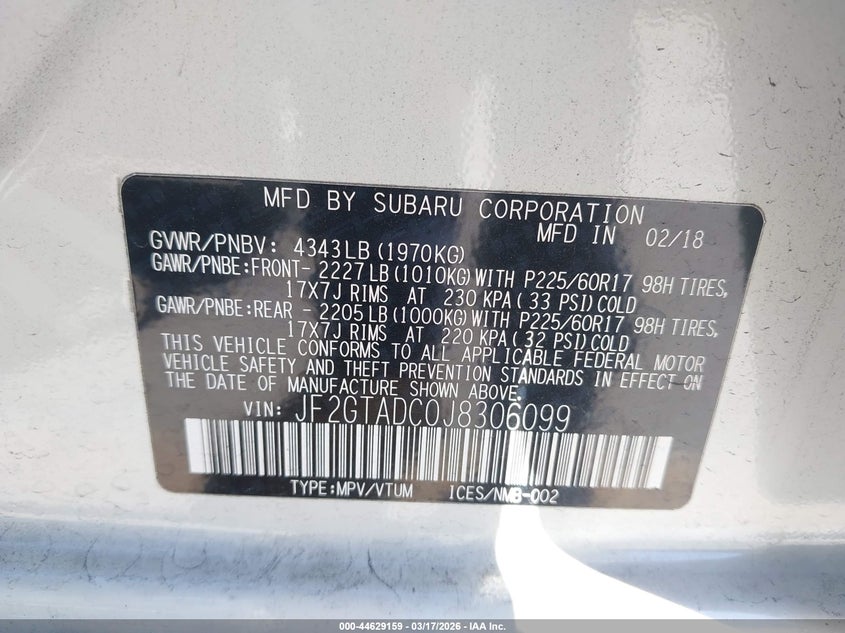 MFD BY SUBARU CORPORATION
MFD IN 02/18
GVWR/PNBV: 4343LB(1970KG)
GAWR/PNBE:FRONT- 2227LB(1010KG)WITH P225/60R17 98H TIRES,
17X7J RIMS AT 230 KPA( 33 PSI)COLD
GAWR/PNBE:REAR - 2205LB(1000KG)WITH P225/60R17 98H TIRES,
17X7J RIMS AT 220 KPA( 32 PSI)COLD
THIS VEHICLE CONFORMS TO ALL APPLICABLE FEDERAL MOTOR
VEHICLE SAFETY AND THEFT PREVENTION STANDARDS IN EFFECT ON
THE DATE OF MANUFACTURE SHOWN ABOVE.
VIN: JF2GTADC0J8306099
TYPE:MPV/VTUM ICES/NMB-002
000-44629159 — 03/17/2026 — IAA Inc.